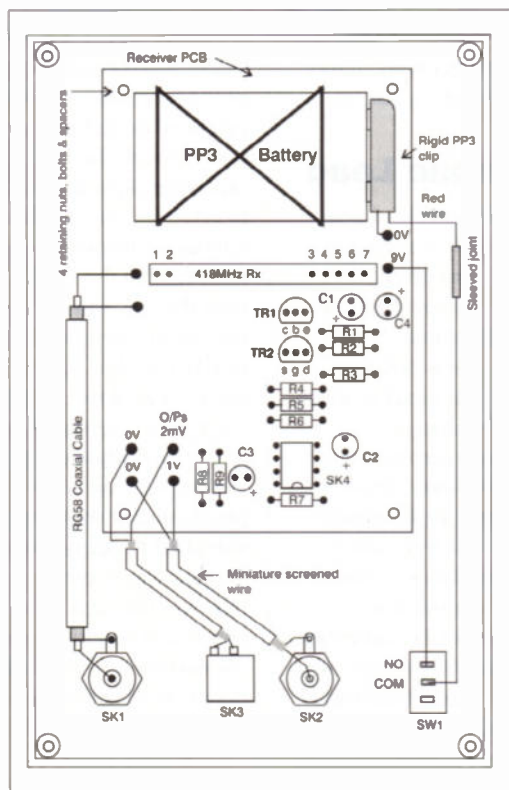 Receiver PCB
4 retaining nuts, bolts & spacers
PP3 Battery
Rigid PP3
clip
Red
wire
0V
9V
Sleeved joint
1 2 3 4 5 6 7
418MHz Rx
C1
+
C4
+
TR1
c b e
R1
R2
TR2
s g d
R3
R4
R5
R6
O/Ps
2mV
0V
0V
1v
C3
+
R8
R9
C2
+
SK4
R7
RG58 Coaxial Cable
Miniature screened
wire
NO
COM
SK1
SK3
SK2
SW1